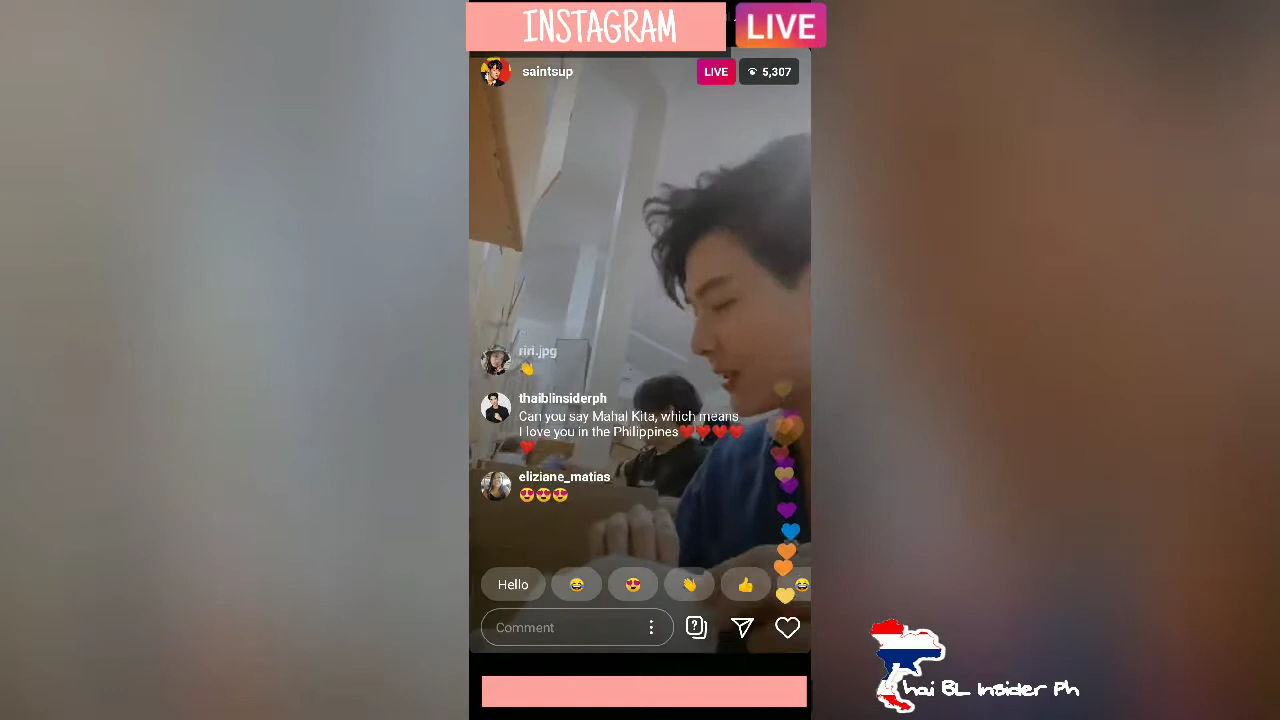 INSTAGRAM
LIVE
saintsup
LIVE
5,307
riri.jpg
👏
thaiblinsiderph
Can you say Mahal Kita, which means
I love you in the Philippines❤️❤️❤️❤️
❤️
eliziane_matias
😍😍😍
Hello 😂 😍 👏 👍 😂
Comment
hai BL Insider Ph